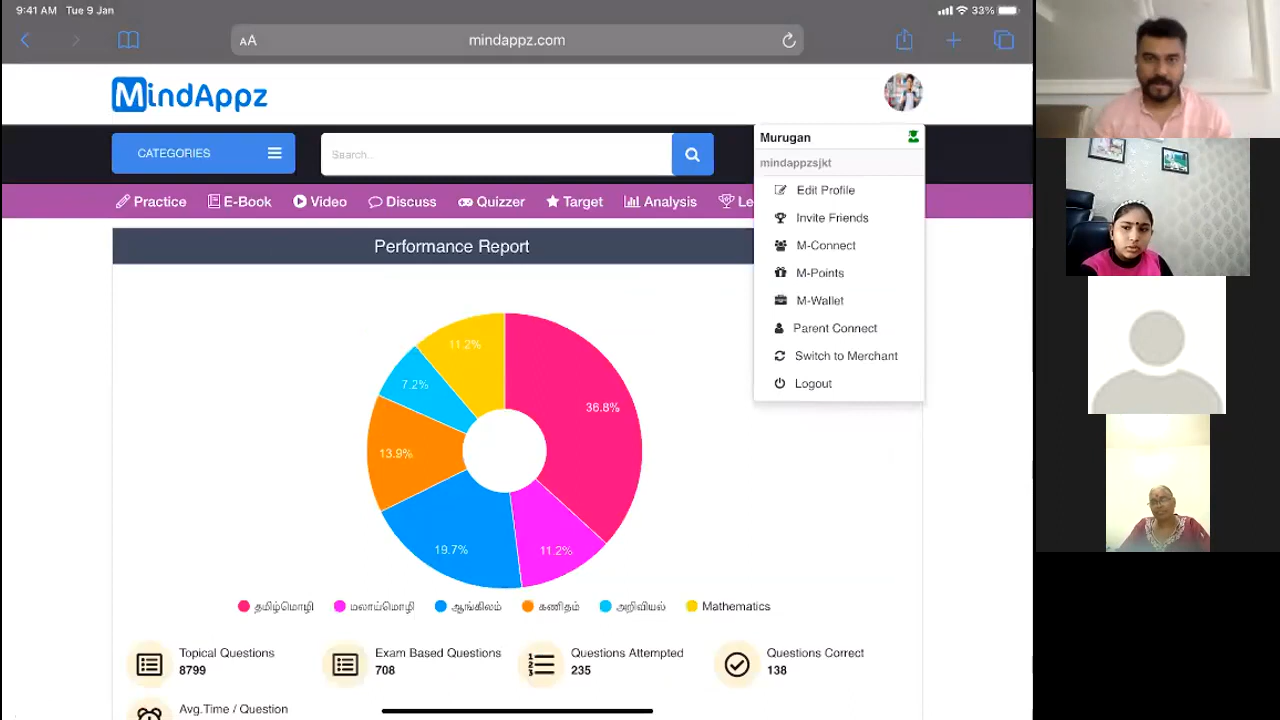 9:41 AM Tue 9 Jan
33%
AA
mindappz.com
MindAppz
CATEGORIES
Search...
Murugan
mindappzsjkt
Edit Profile
Invite Friends
M-Connect
M-Points
M-Wallet
Parent Connect
Switch to Merchant
Logout
Practice E-Book Video Discuss Quizzer Target Analysis Le
Performance Report
11.2%
7.2%
36.8%
13.9%
19.7%
11.2%
தமிழ்மொழி மலாய்மொழி ஆங்கிலம் கணிதம் அறிவியல் Mathematics
Topical Questions Exam Based Questions Questions Attempted Questions Correct
8799 708 235 138
Avg.Time / Question